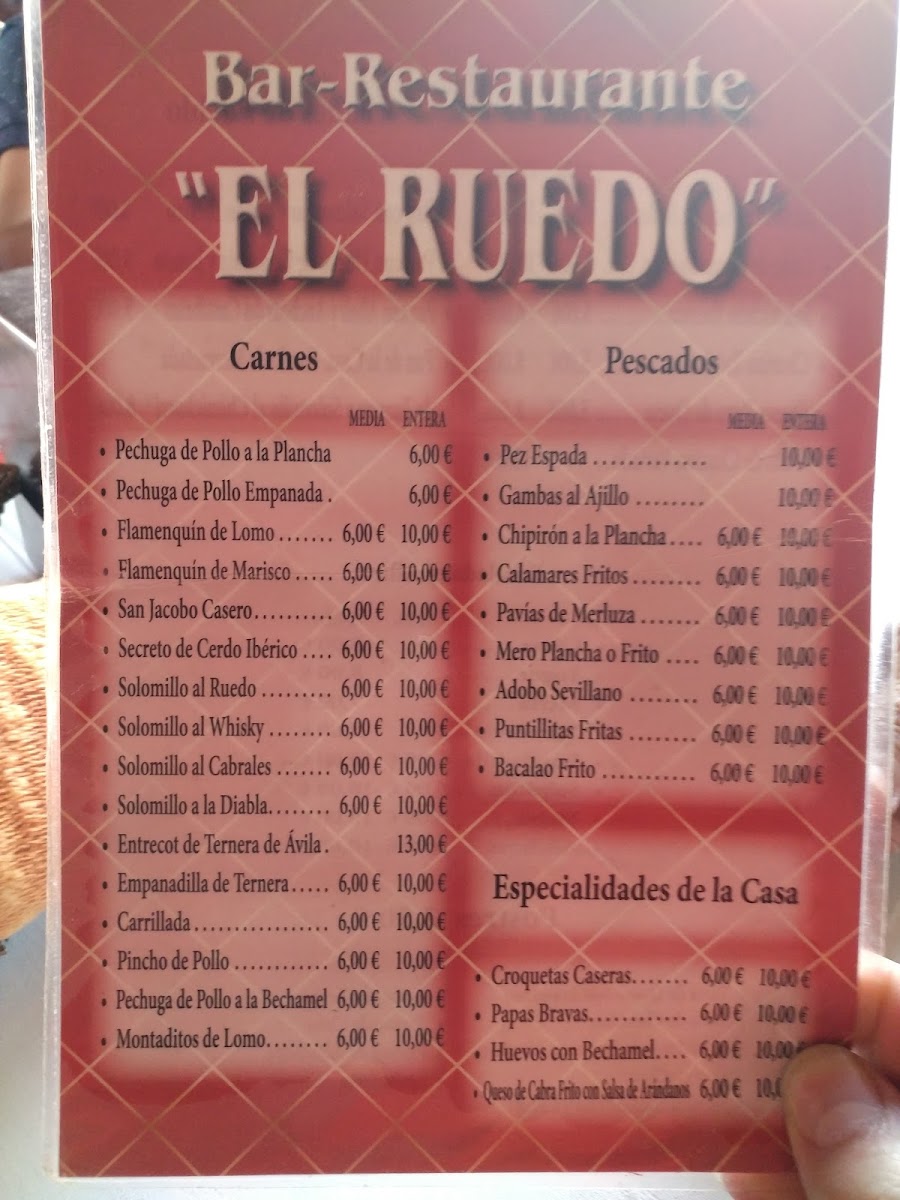 Bar-Restaurante
"EL RUEDO"
Carnes
MEDIA ENTERA
• Pechuga de Pollo a la Plancha 6,00 €
• Pechuga de Pollo Empanada . 6,00 €
• Flamenquín de Lomo ....... 6,00 € 10,00 €
• Flamenquín de Marisco ..... 6,00 € 10,00 €
• San Jacobo Casero.......... 6,00 € 10,00 €
• Secreto de Cerdo Ibérico .... 6,00 € 10,00 €
• Solomillo al Ruedo ......... 6,00 € 10,00 €
• Solomillo al Whisky ........ 6,00 € 10,00 €
• Solomillo al Cabrales ....... 6,00 € 10,00 €
• Solomillo a la Diabla........ 6,00 € 10,00 €
• Entrecot de Ternera de Ávila . 13,00 €
• Empanadilla de Ternera..... 6,00 € 10,00 €
• Carrillada ................. 6,00 € 10,00 €
• Pincho de Pollo ............ 6,00 € 10,00 €
• Pechuga de Pollo a la Bechamel 6,00 € 10,00 €
• Montaditos de Lomo........ 6,00 € 10,00 €
Pescados
MEDIA ENTERA
• Pez Espada ............. 10,00 €
• Gambas al Ajillo ........ 10,00 €
• Chipirón a la Plancha.... 6,00 € 10,00 €
• Calamares Fritos ........ 6,00 € 10,00 €
• Pavías de Merluza ....... 6,00 € 10,00 €
• Mero Plancha o Frito .... 6,00 € 10,00 €
• Adobo Sevillano ........ 6,00 € 10,00 €
• Puntillitas Fritas ........ 6,00 € 10,00 €
• Bacalao Frito ........... 6,00 € 10,00 €
Especialidades de la Casa
• Croquetas Caseras....... 6,00 € 10,00 €
• Papas Bravas............ 6,00 € 10,00 €
• Huevos con Bechamel.... 6,00 € 10,00
• Queso de Cabra Frito con Salsa de Arándanos 6,00 €